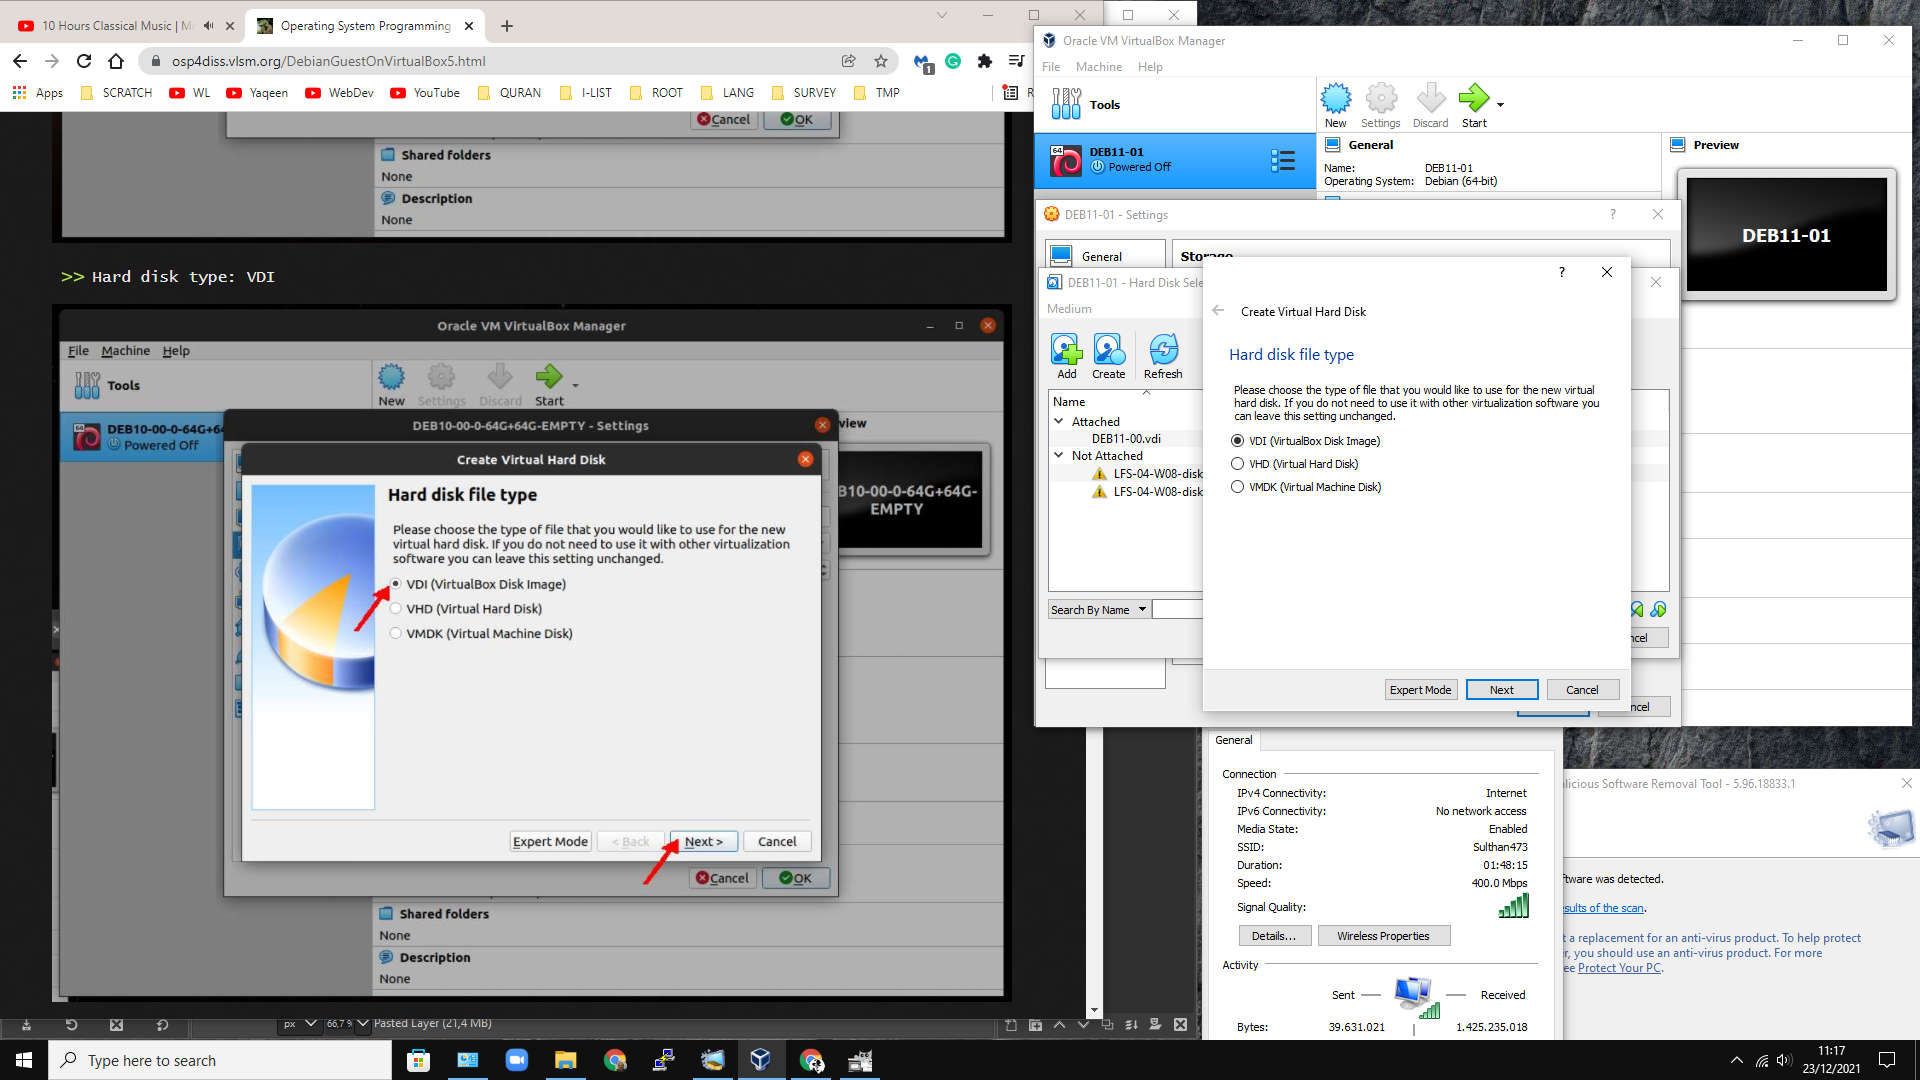 10 Hours Classical Music | M
Operating System Programming
osp4diss.vlsm.org/DebianGuestOnVirtualBox5.html
1
Apps
SCRATCH
WL
Yaqeen
WebDev
YouTube
QURAN
I-LIST
ROOT
LANG
SURVEY
TMP
R
Cancel
OK
Shared folders
None
Description
None
>> Hard disk type: VDI
Oracle VM VirtualBox Manager
File Machine Help
Tools
New
Settings
Discard
Start
64
DEB10-00-0-64G+64
Powered Off
DEB10-00-0-64G+64G-EMPTY - Settings
view
B10-00-0-64G+64G-
EMPTY
Create Virtual Hard Disk
Hard disk file type
Please choose the type of file that you would like to use for the new
virtual hard disk. If you do not need to use it with other virtualization
software you can leave this setting unchanged.
VDI (VirtualBox Disk Image)
VHD (Virtual Hard Disk)
VMDK (Virtual Machine Disk)
Expert Mode
< Back
Next >
Cancel
Cancel
OK
Shared folders
None
Description
None
px
66,7 %
Pasted Layer (21,4 MB)
Oracle VM VirtualBox Manager
File Machine Help
Tools
New
Settings
Discard
Start
64
DEB11-01
Powered Off
General
Name: DEB11-01
Operating System: Debian (64-bit)
Preview
DEB11-01
DEB11-01 - Settings
?
General
Storage
DEB11-01 - Hard Disk Sele
Medium
Add
Create
Refresh
Name
Attached
DEB11-00.vdi
Not Attached
LFS-04-W08-disk
LFS-04-W08-disk
Search By Name
ncel
ncel
?
Create Virtual Hard Disk
Hard disk file type
Please choose the type of file that you would like to use for the new virtual
hard disk. If you do not need to use it with other virtualization software you
can leave this setting unchanged.
VDI (VirtualBox Disk Image)
VHD (Virtual Hard Disk)
VMDK (Virtual Machine Disk)
Expert Mode
Next
Cancel
General
Connection
IPv4 Connectivity: Internet
IPv6 Connectivity: No network access
Media State: Enabled
SSID: Sulthan473
Duration: 01:48:15
Speed: 400.0 Mbps
Signal Quality:
Details...
Wireless Properties
Activity
Sent
Received
Bytes: 39.631.021 | 1.425.235.018
licious Software Removal Tool - 5.96.18833.1
ftware was detected.
esults of the scan.
t a replacement for an anti-virus product. To help protect
r, you should use an anti-virus product. For more
ee Protect Your PC.
Type here to search
11:17
23/12/2021